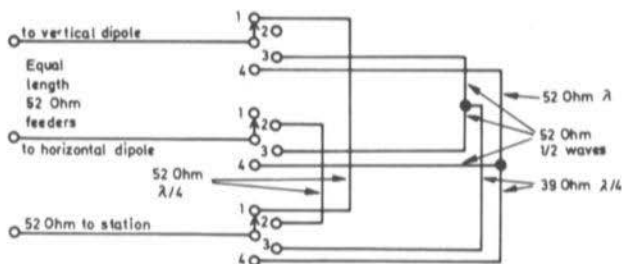 1
to vertical dipole
2
3
4
Equal
length
52 Ohm
feeders
1
2
to horizontal dipole
3
4
52 Ohm
λ/4
52 Ohm λ
52 Ohm
1/2 waves
39 Ohm λ/4
1
2
52 Ohm to station
3
4